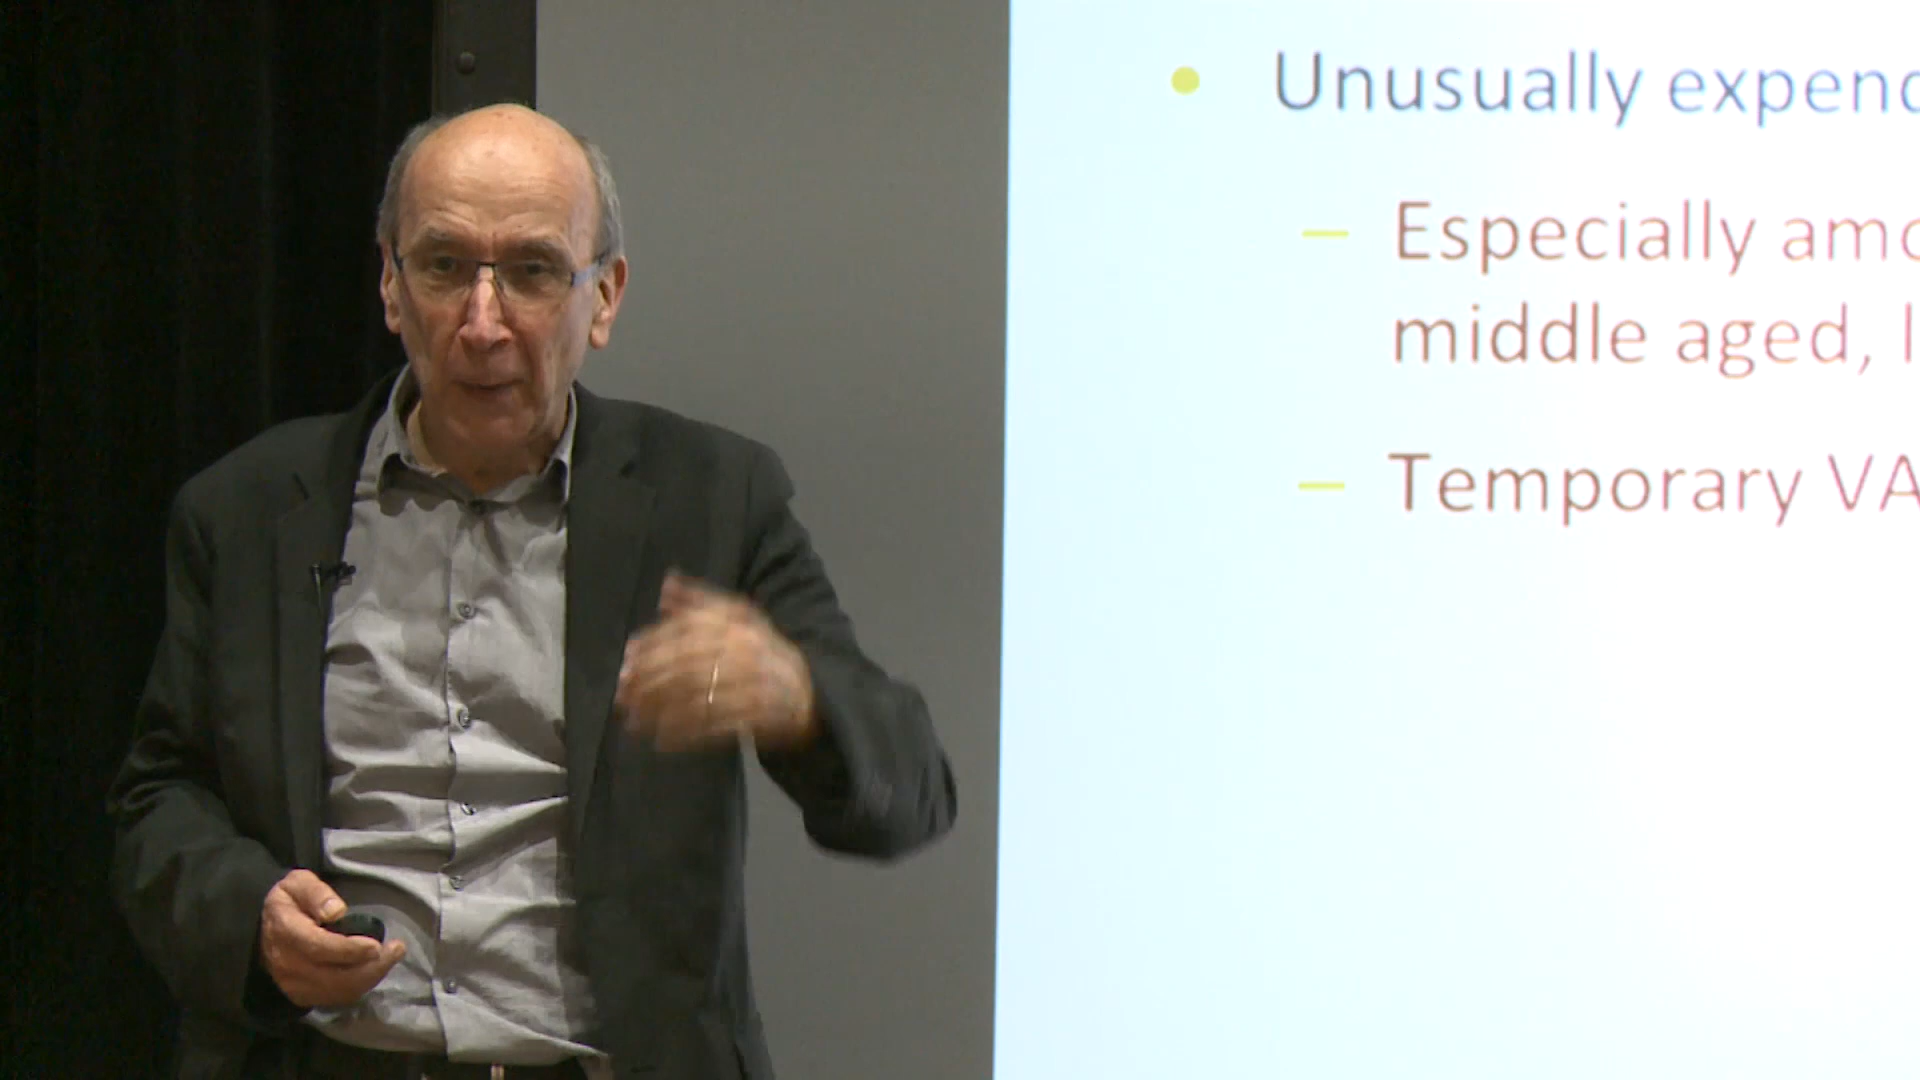 • Unusually expend
– Especially amo
middle aged, l
– Temporary VA